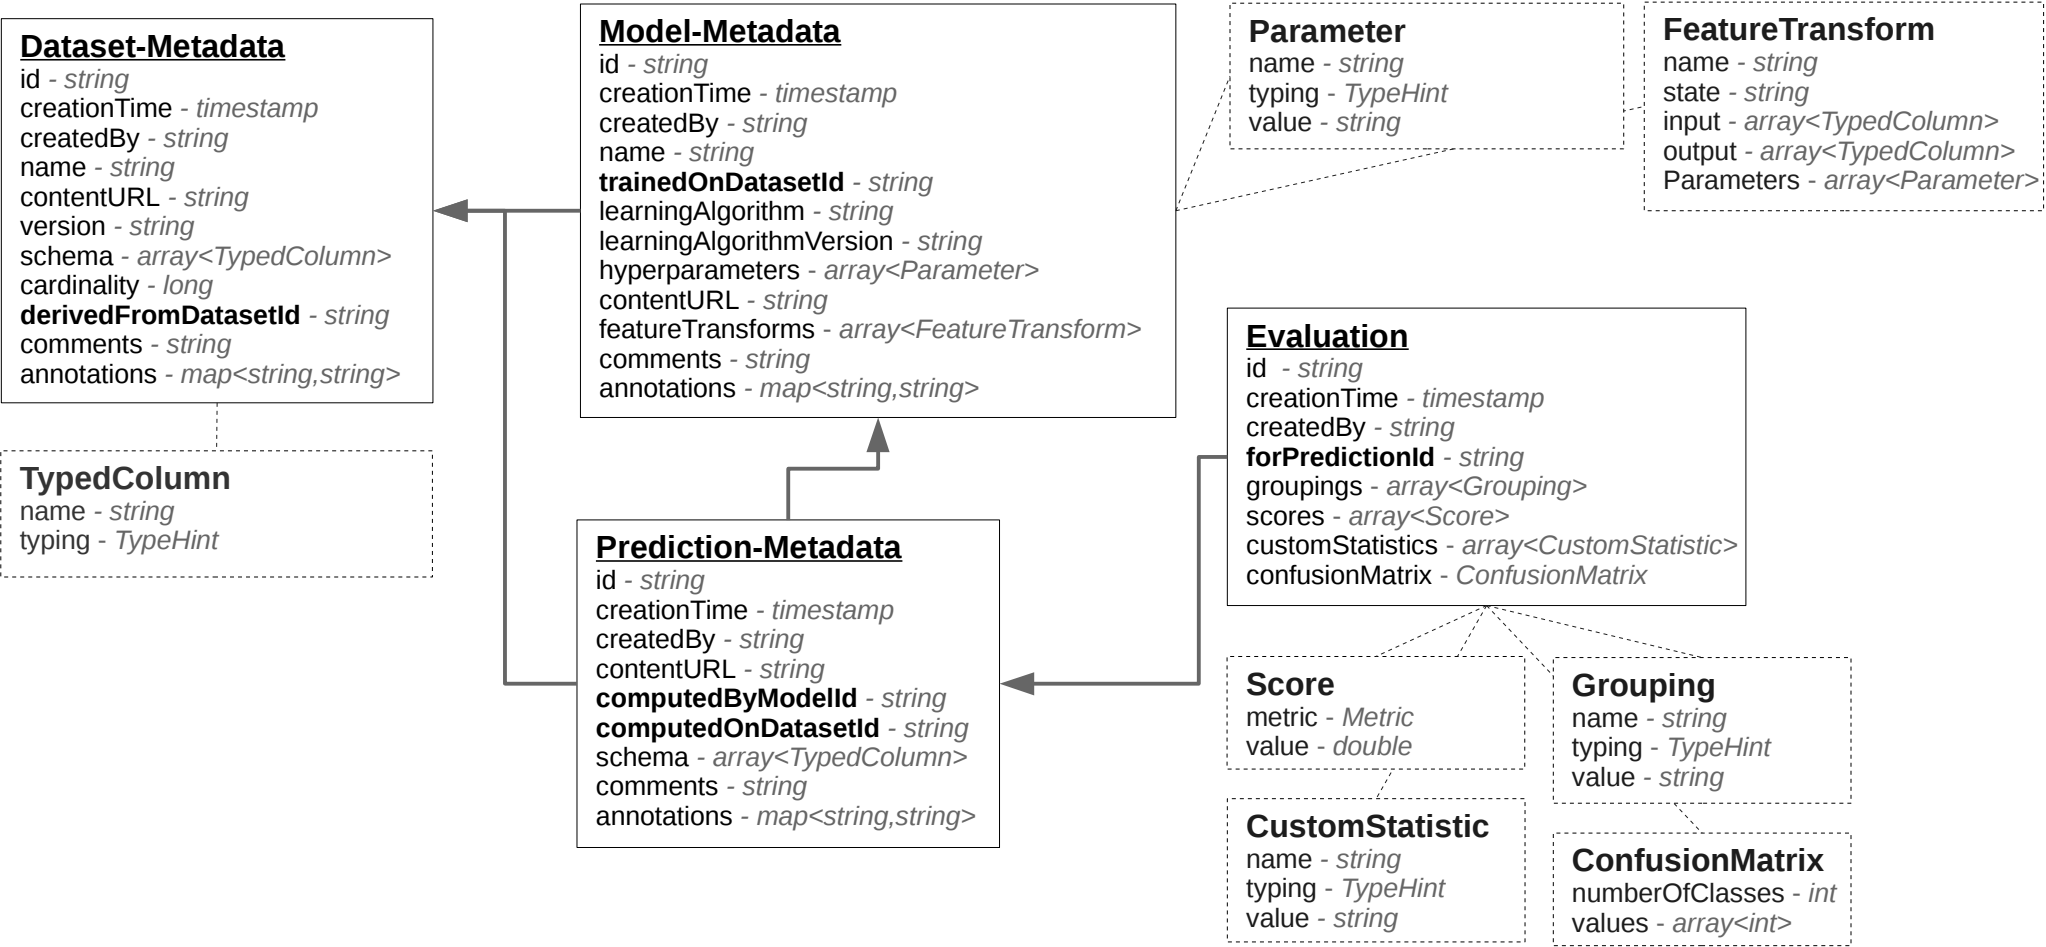 Dataset-Metadata
id - string
creationTime - timestamp
createdBy - string
name - string
contentURL - string
version - string
schema - array<TypedColumn>
cardinality - long
derivedFromDatasetId - string
comments - string
annotations - map<string,string>
TypedColumn
name - string
typing - TypeHint
Model-Metadata
id - string
creationTime - timestamp
createdBy - string
name - string
trainedOnDatasetId - string
learningAlgorithm - string
learningAlgorithmVersion - string
hyperparameters - array<Parameter>
contentURL - string
featureTransforms - array<FeatureTransform>
comments - string
annotations - map<string,string>
Prediction-Metadata
id - string
creationTime - timestamp
createdBy - string
contentURL - string
computedByModelId - string
computedOnDatasetId - string
schema - array<TypedColumn>
comments - string
annotations - map<string,string>
Parameter
name - string
typing - TypeHint
value - string
FeatureTransform
name - string
state - string
input - array<TypedColumn>
output - array<TypedColumn>
Parameters - array<Parameter>
Evaluation
id - string
creationTime - timestamp
createdBy - string
forPredictionId - string
groupings - array<Grouping>
scores - array<Score>
customStatistics - array<CustomStatistic>
confusionMatrix - ConfusionMatrix
Score
metric - Metric
value - double
Grouping
name - string
typing - TypeHint
value - string
CustomStatistic
name - string
typing - TypeHint
value - string
ConfusionMatrix
numberOfClasses - int
values - array<int>